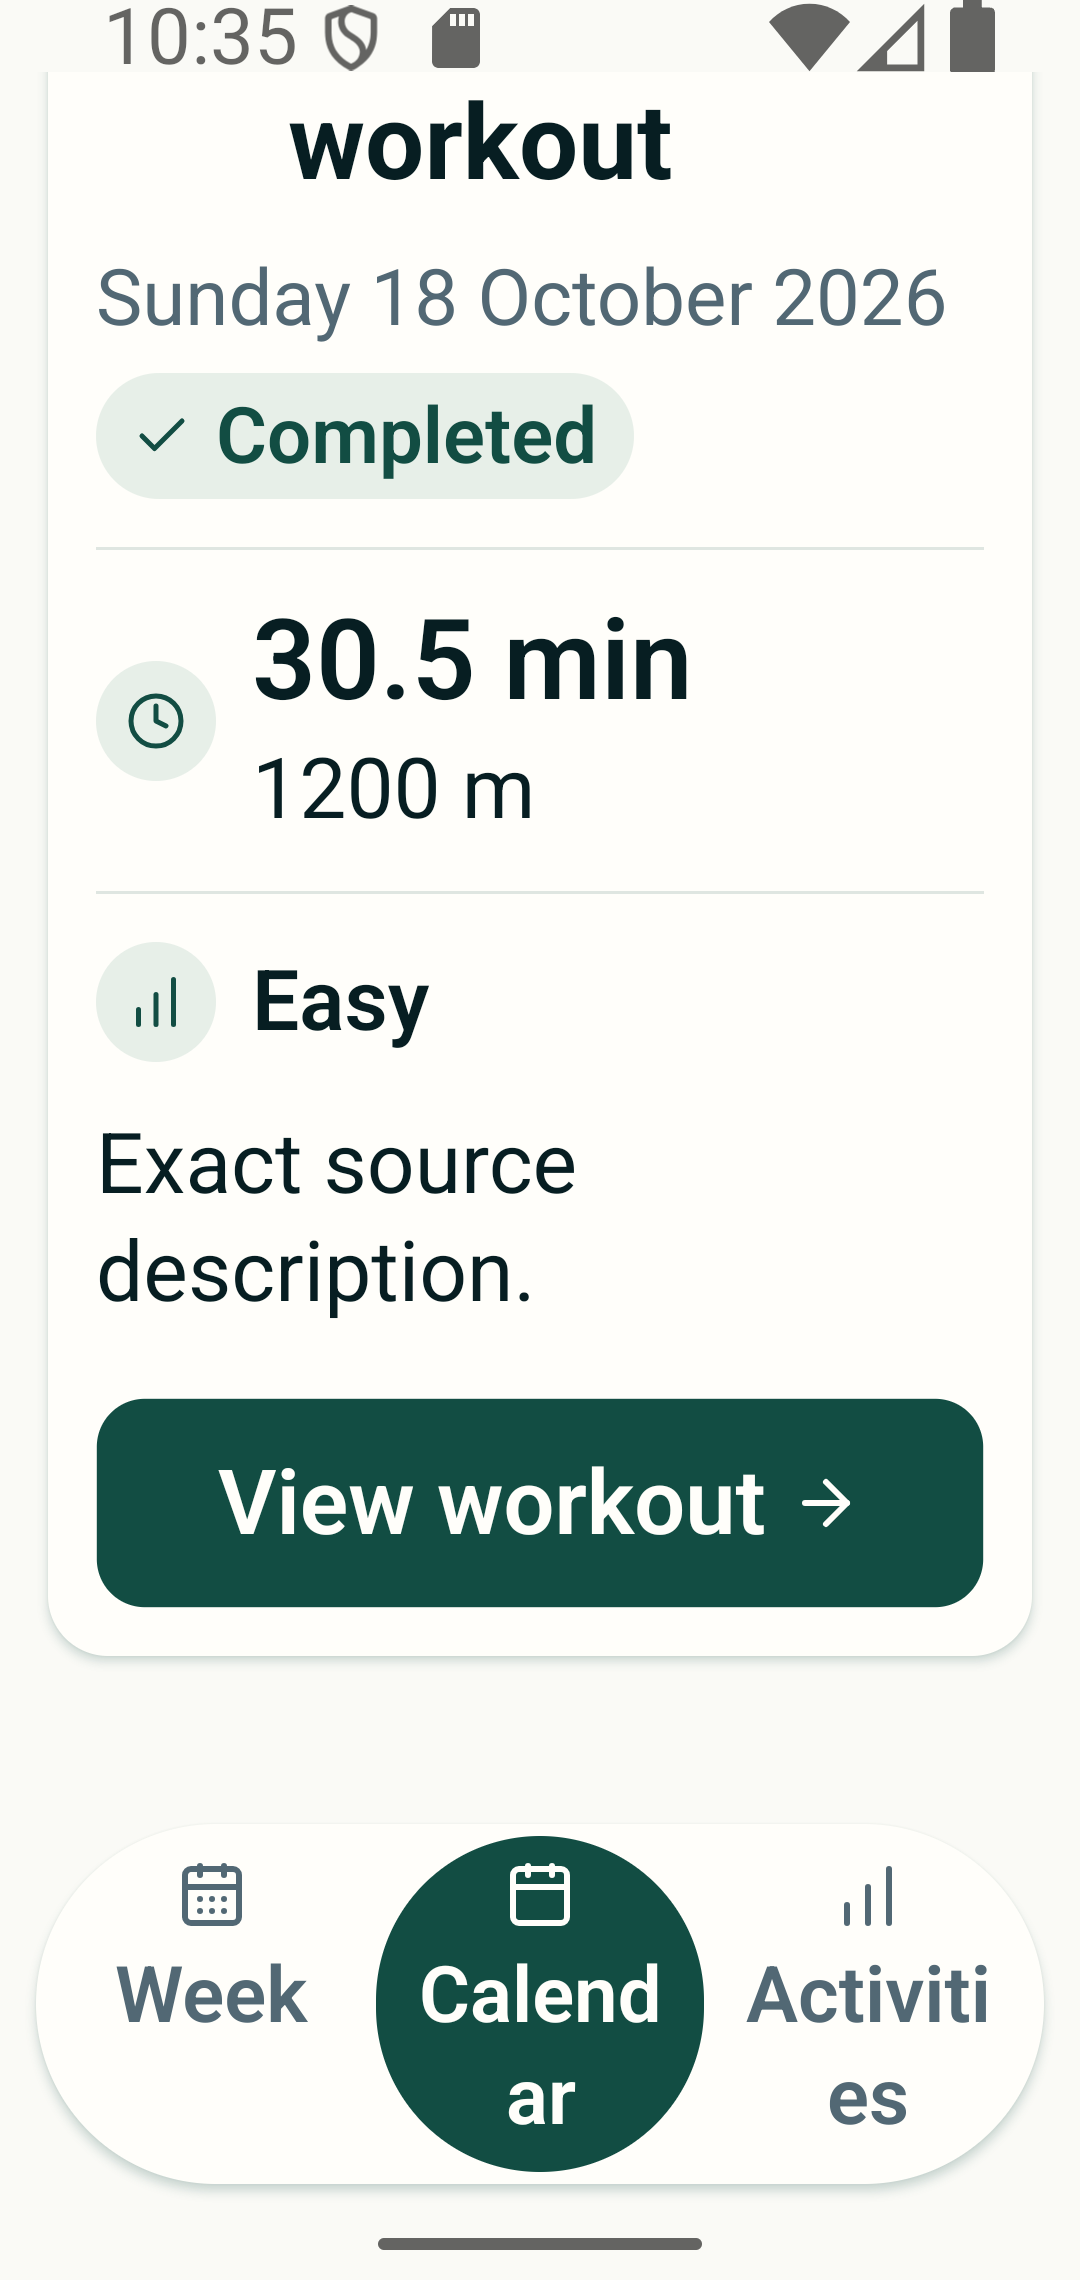 10:35
workout
Sunday 18 October 2026
Completed
30.5 min
1200 m
Easy
Exact source
description.
View workout
Week
Calend
ar
Activiti
es